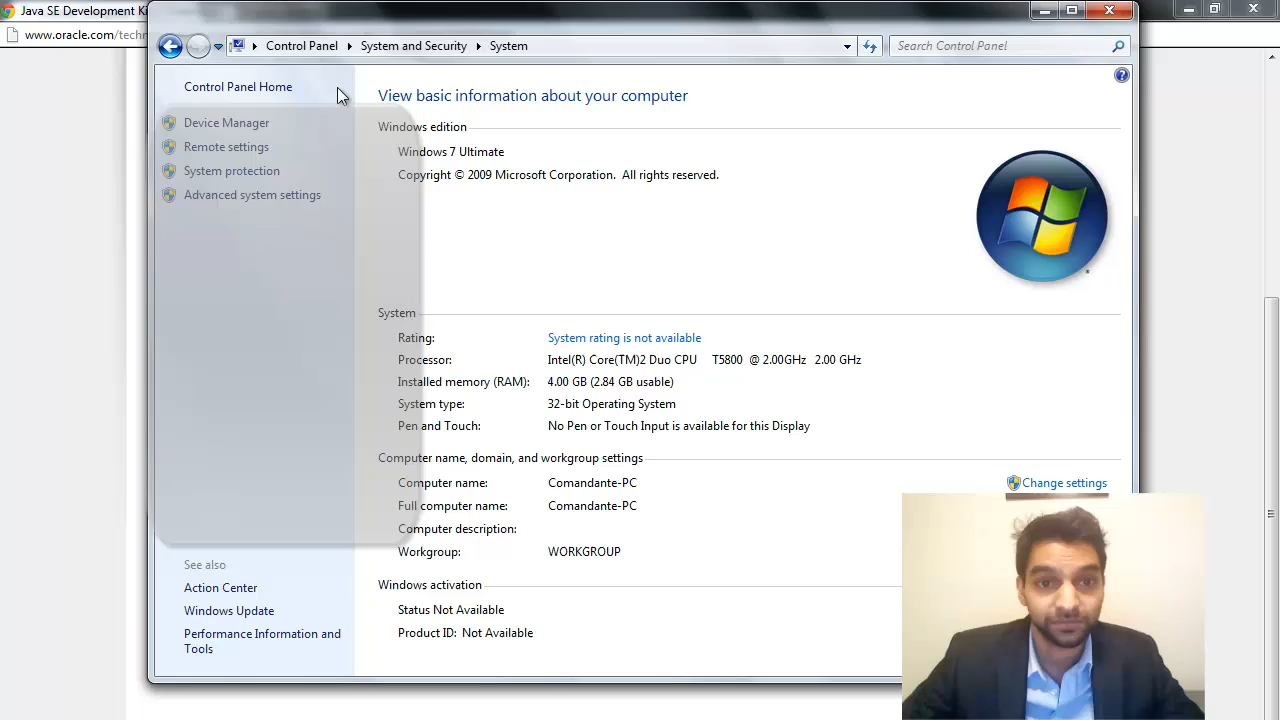 Java SE Development Ki
www.oracle.com/techn
Control Panel
System and Security
System
Search Control Panel
Control Panel Home
Device Manager
Remote settings
System protection
Advanced system settings
See also
Action Center
Windows Update
Performance Information and
Tools
View basic information about your computer
Windows edition
Windows 7 Ultimate
Copyright © 2009 Microsoft Corporation. All rights reserved.
System
Rating: System rating is not available
Processor: Intel(R) Core(TM)2 Duo CPU T5800 @ 2.00GHz 2.00 GHz
Installed memory (RAM): 4.00 GB (2.84 GB usable)
System type: 32-bit Operating System
Pen and Touch: No Pen or Touch Input is available for this Display
Computer name, domain, and workgroup settings
Computer name: Comandante-PC Change settings
Full computer name: Comandante-PC
Computer description:
Workgroup: WORKGROUP
Windows activation
Status Not Available
Product ID: Not Available